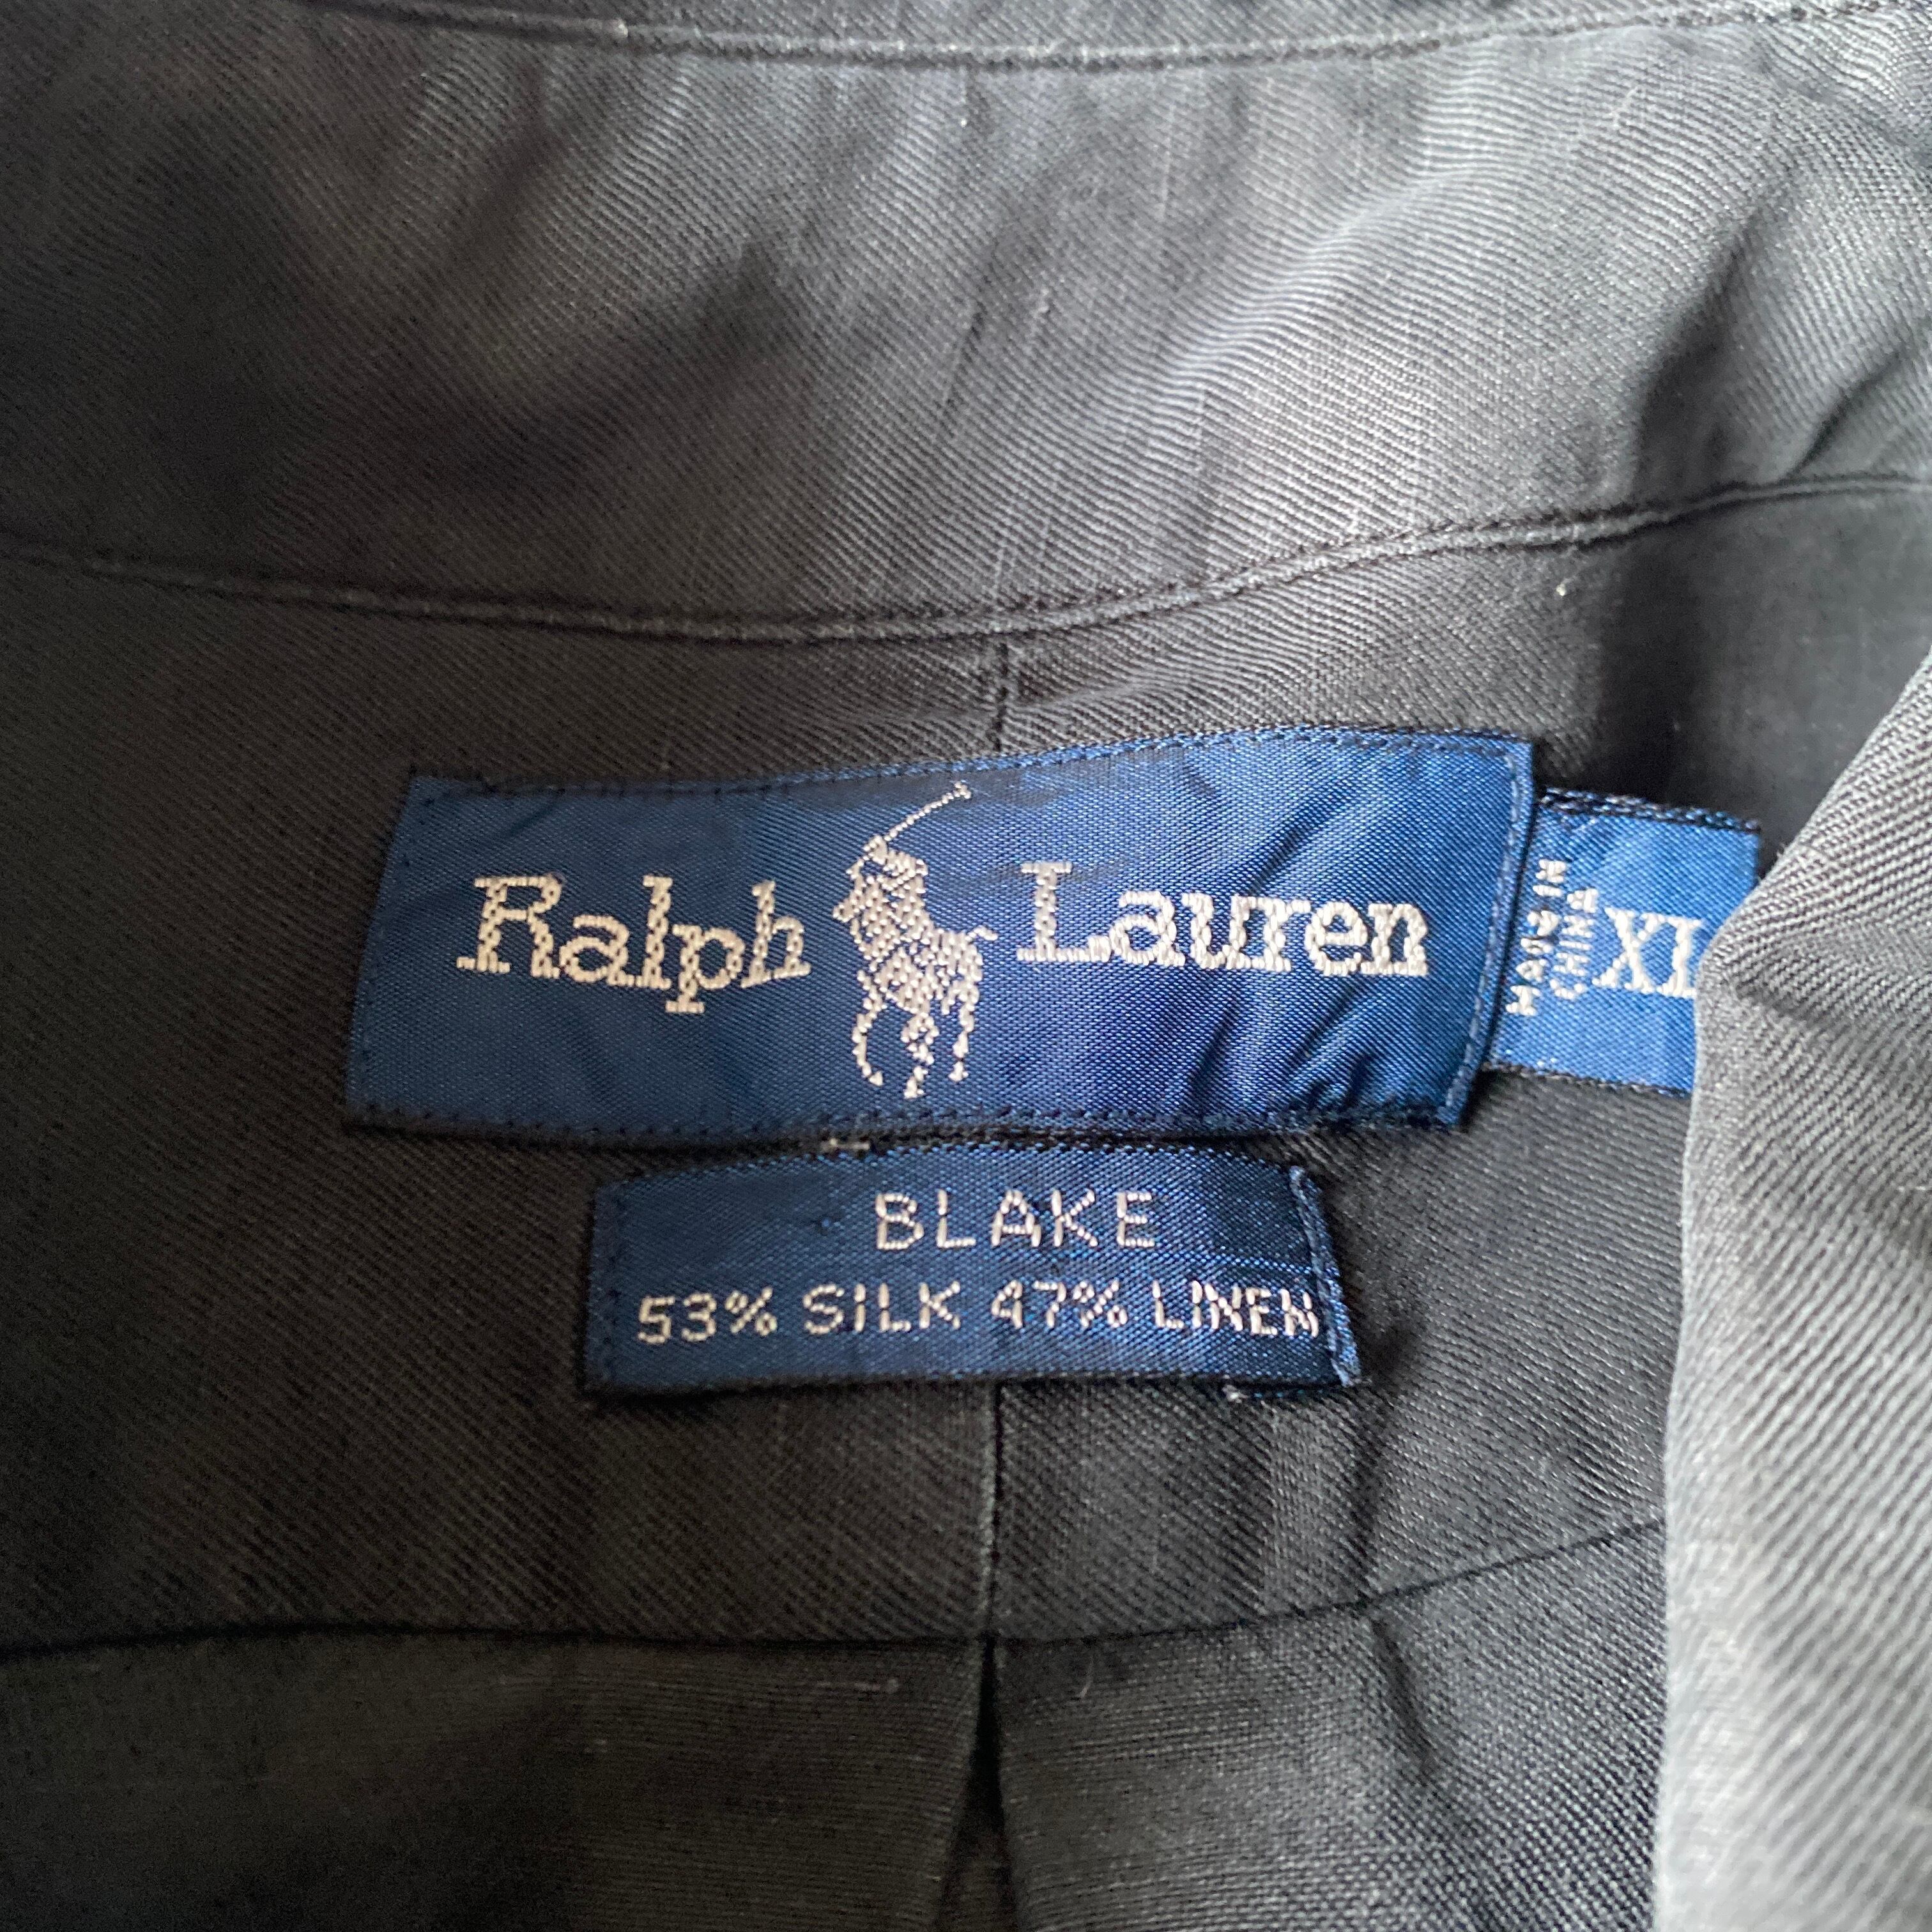 Ralph Lauren
MADE IN
CHINA
XL
BLAKE
53% SILK 47% LINEN